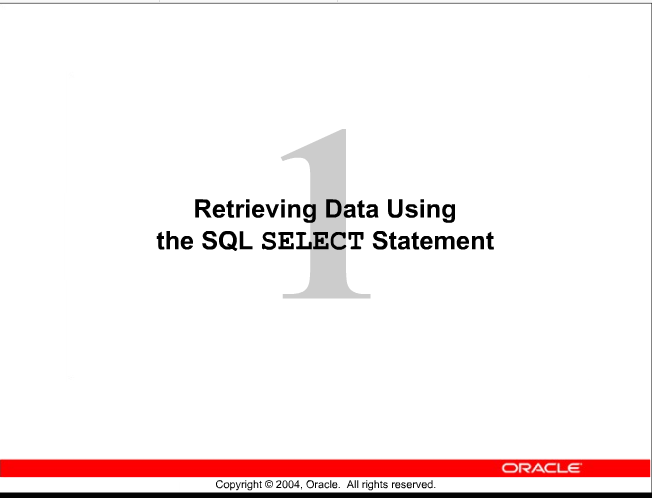 1
Retrieving Data Using
the SQL SELECT Statement
ORACLE
Copyright © 2004, Oracle. All rights reserved.